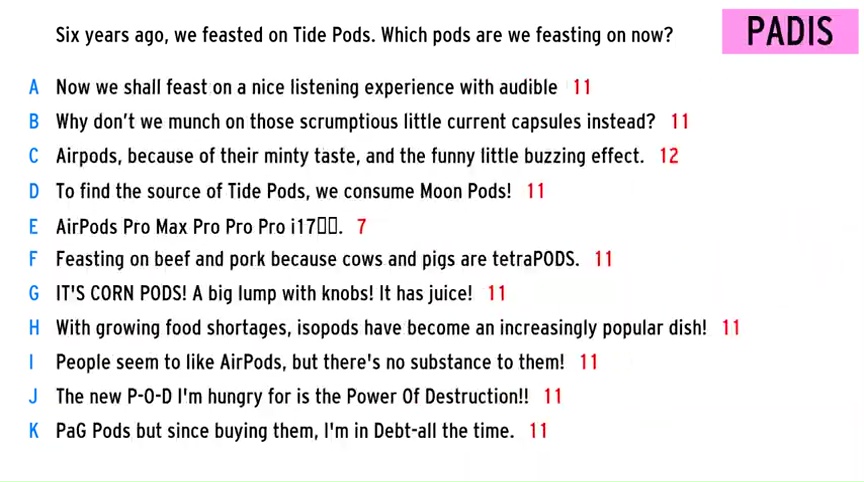 Six years ago, we feasted on Tide Pods. Which pods are we feasting on now?
PADIS
A Now we shall feast on a nice listening experience with audible 11
B Why don't we munch on those scrumptious little current capsules instead? 11
C Airpods, because of their minty taste, and the funny little buzzing effect. 12
D To find the source of Tide Pods, we consume Moon Pods! 11
E AirPods Pro Max Pro Pro Pro i17▯▯. 7
F Feasting on beef and pork because cows and pigs are tetraPODS. 11
G IT'S CORN PODS! A big lump with knobs! It has juice! 11
H With growing food shortages, isopods have become an increasingly popular dish! 11
I People seem to like AirPods, but there's no substance to them! 11
J The new P-O-D I'm hungry for is the Power Of Destruction!! 11
K PaG Pods but since buying them, I'm in Debt-all the time. 11